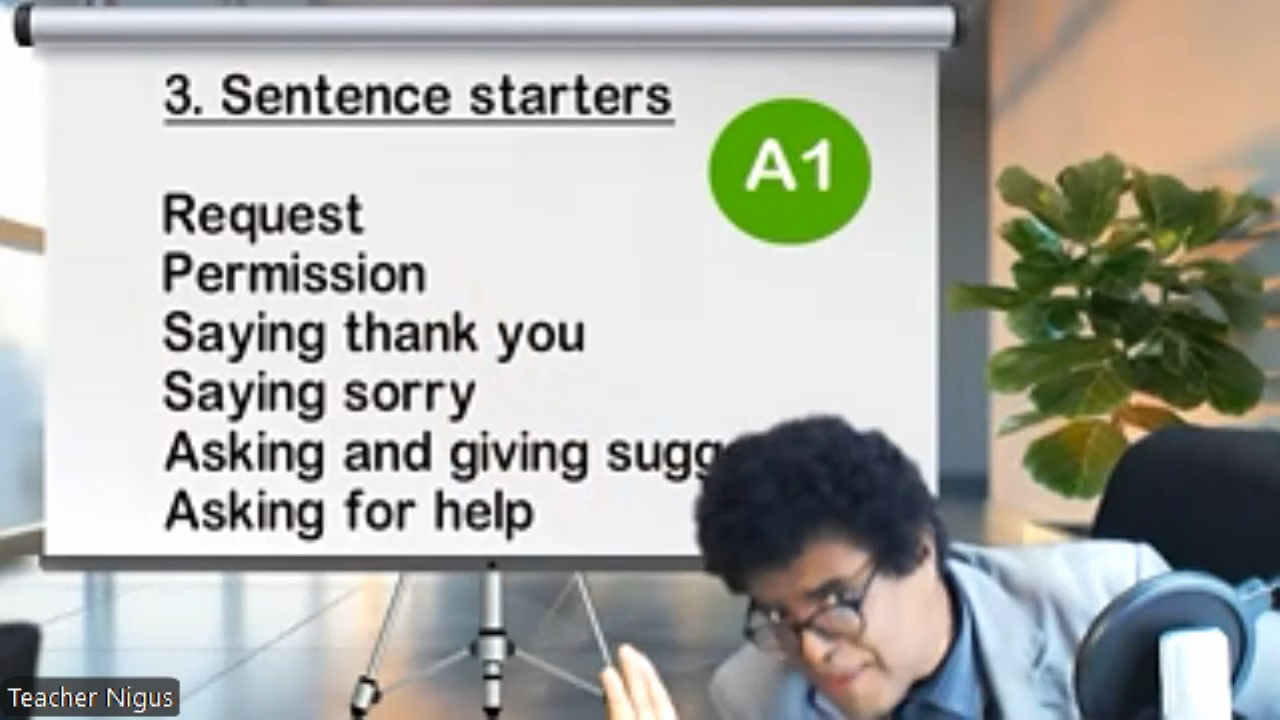 3. Sentence starters
A1
Request
Permission
Saying thank you
Saying sorry
Asking and giving
Asking for help
Teacher Nigus